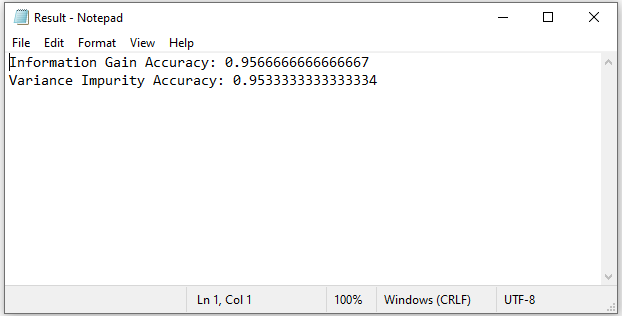 Result - Notepad
File Edit Format View Help
Information Gain Accuracy: 0.9566666666666667
Variance Impurity Accuracy: 0.9533333333333334
Ln 1, Col 1 100% Windows (CRLF) UTF-8